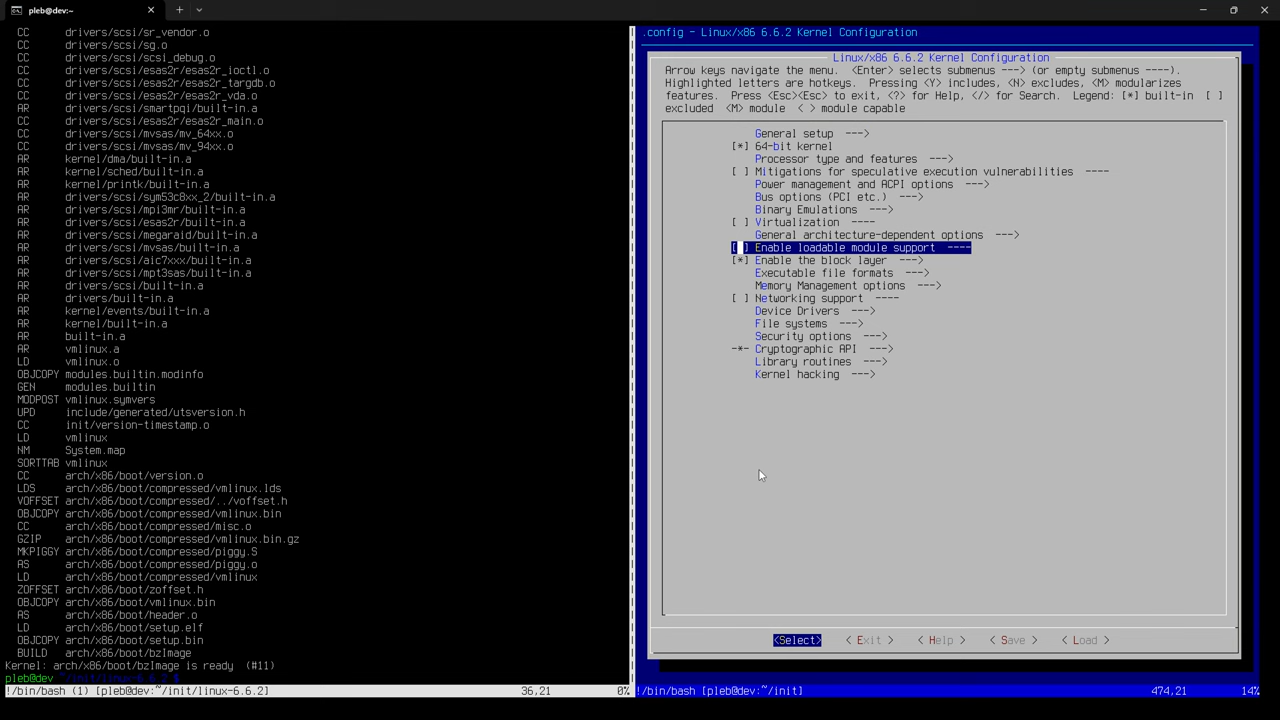 pleb@dev:~
CC drivers/scsi/sr_vendor.o
CC drivers/scsi/sg.o
CC drivers/scsi/scsi_debug.o
CC drivers/scsi/esas2r/esas2r_ioctl.o
CC drivers/scsi/esas2r/esas2r_targdb.o
CC drivers/scsi/esas2r/esas2r_vda.o
AR drivers/scsi/smartpqi/built-in.a
CC drivers/scsi/esas2r/esas2r_main.o
CC drivers/scsi/mvsas/mv_64xx.o
CC drivers/scsi/mvsas/mv_94xx.o
AR kernel/dma/built-in.a
AR kernel/sched/built-in.a
AR kernel/printk/built-in.a
AR drivers/scsi/sym53c8xx_2/built-in.a
AR drivers/scsi/mpi3mr/built-in.a
AR drivers/scsi/esas2r/built-in.a
AR drivers/scsi/megaraid/built-in.a
AR drivers/scsi/mvsas/built-in.a
AR drivers/scsi/aic7xxx/built-in.a
AR drivers/scsi/mpt3sas/built-in.a
AR drivers/scsi/built-in.a
AR drivers/built-in.a
AR kernel/events/built-in.a
AR kernel/built-in.a
AR built-in.a
AR vmlinux.a
LD vmlinux.o
OBJCOPY modules.builtin.modinfo
GEN modules.builtin
MODPOST vmlinux.symvers
UPD include/generated/utsversion.h
CC init/version-timestamp.o
LD vmlinux
NM System.map
SORTTAB vmlinux
CC arch/x86/boot/version.o
LDS arch/x86/boot/compressed/vmlinux.lds
VOFFSET arch/x86/boot/compressed/../voffset.h
OBJCOPY arch/x86/boot/compressed/vmlinux.bin
CC arch/x86/boot/compressed/misc.o
GZIP arch/x86/boot/compressed/vmlinux.bin.gz
MKPIGGY arch/x86/boot/compressed/piggy.S
AS arch/x86/boot/compressed/piggy.o
LD arch/x86/boot/compressed/vmlinux
ZOFFSET arch/x86/boot/zoffset.h
OBJCOPY arch/x86/boot/vmlinux.bin
AS arch/x86/boot/header.o
LD arch/x86/boot/setup.elf
OBJCOPY arch/x86/boot/setup.bin
BUILD arch/x86/boot/bzImage
Kernel: arch/x86/boot/bzImage is ready (#11)
pleb@dev ~/init/linux-6.6.2 $
!/bin/bash (1) [pleb@dev:~/init/linux-6.6.2] 36,21 0%
.config - Linux/x86 6.6.2 Kernel Configuration
Linux/x86 6.6.2 Kernel Configuration
Arrow keys navigate the menu. <Enter> selects submenus ---> (or empty submenus ----).
Highlighted letters are hotkeys. Pressing <Y> includes, <N> excludes, <M> modularizes
features. Press <Esc><Esc> to exit, <?> for Help, </> for Search. Legend: [*] built-in [ ]
excluded <M> module < > module capable
General setup --->
[*] 64-bit kernel
Processor type and features --->
[ ] Mitigations for speculative execution vulnerabilities ----
Power management and ACPI options --->
Bus options (PCI etc.) --->
Binary Emulations --->
[ ] Virtualization ----
General architecture-dependent options --->
[ ] Enable loadable module support ----
[*] Enable the block layer --->
Executable file formats --->
Memory Management options --->
[ ] Networking support ----
Device Drivers --->
File systems --->
Security options --->
-*- Cryptographic API --->
Library routines --->
Kernel hacking --->
<Select> < Exit > < Help > < Save > < Load >
!/bin/bash [pleb@dev:~/init] 474,21 14%